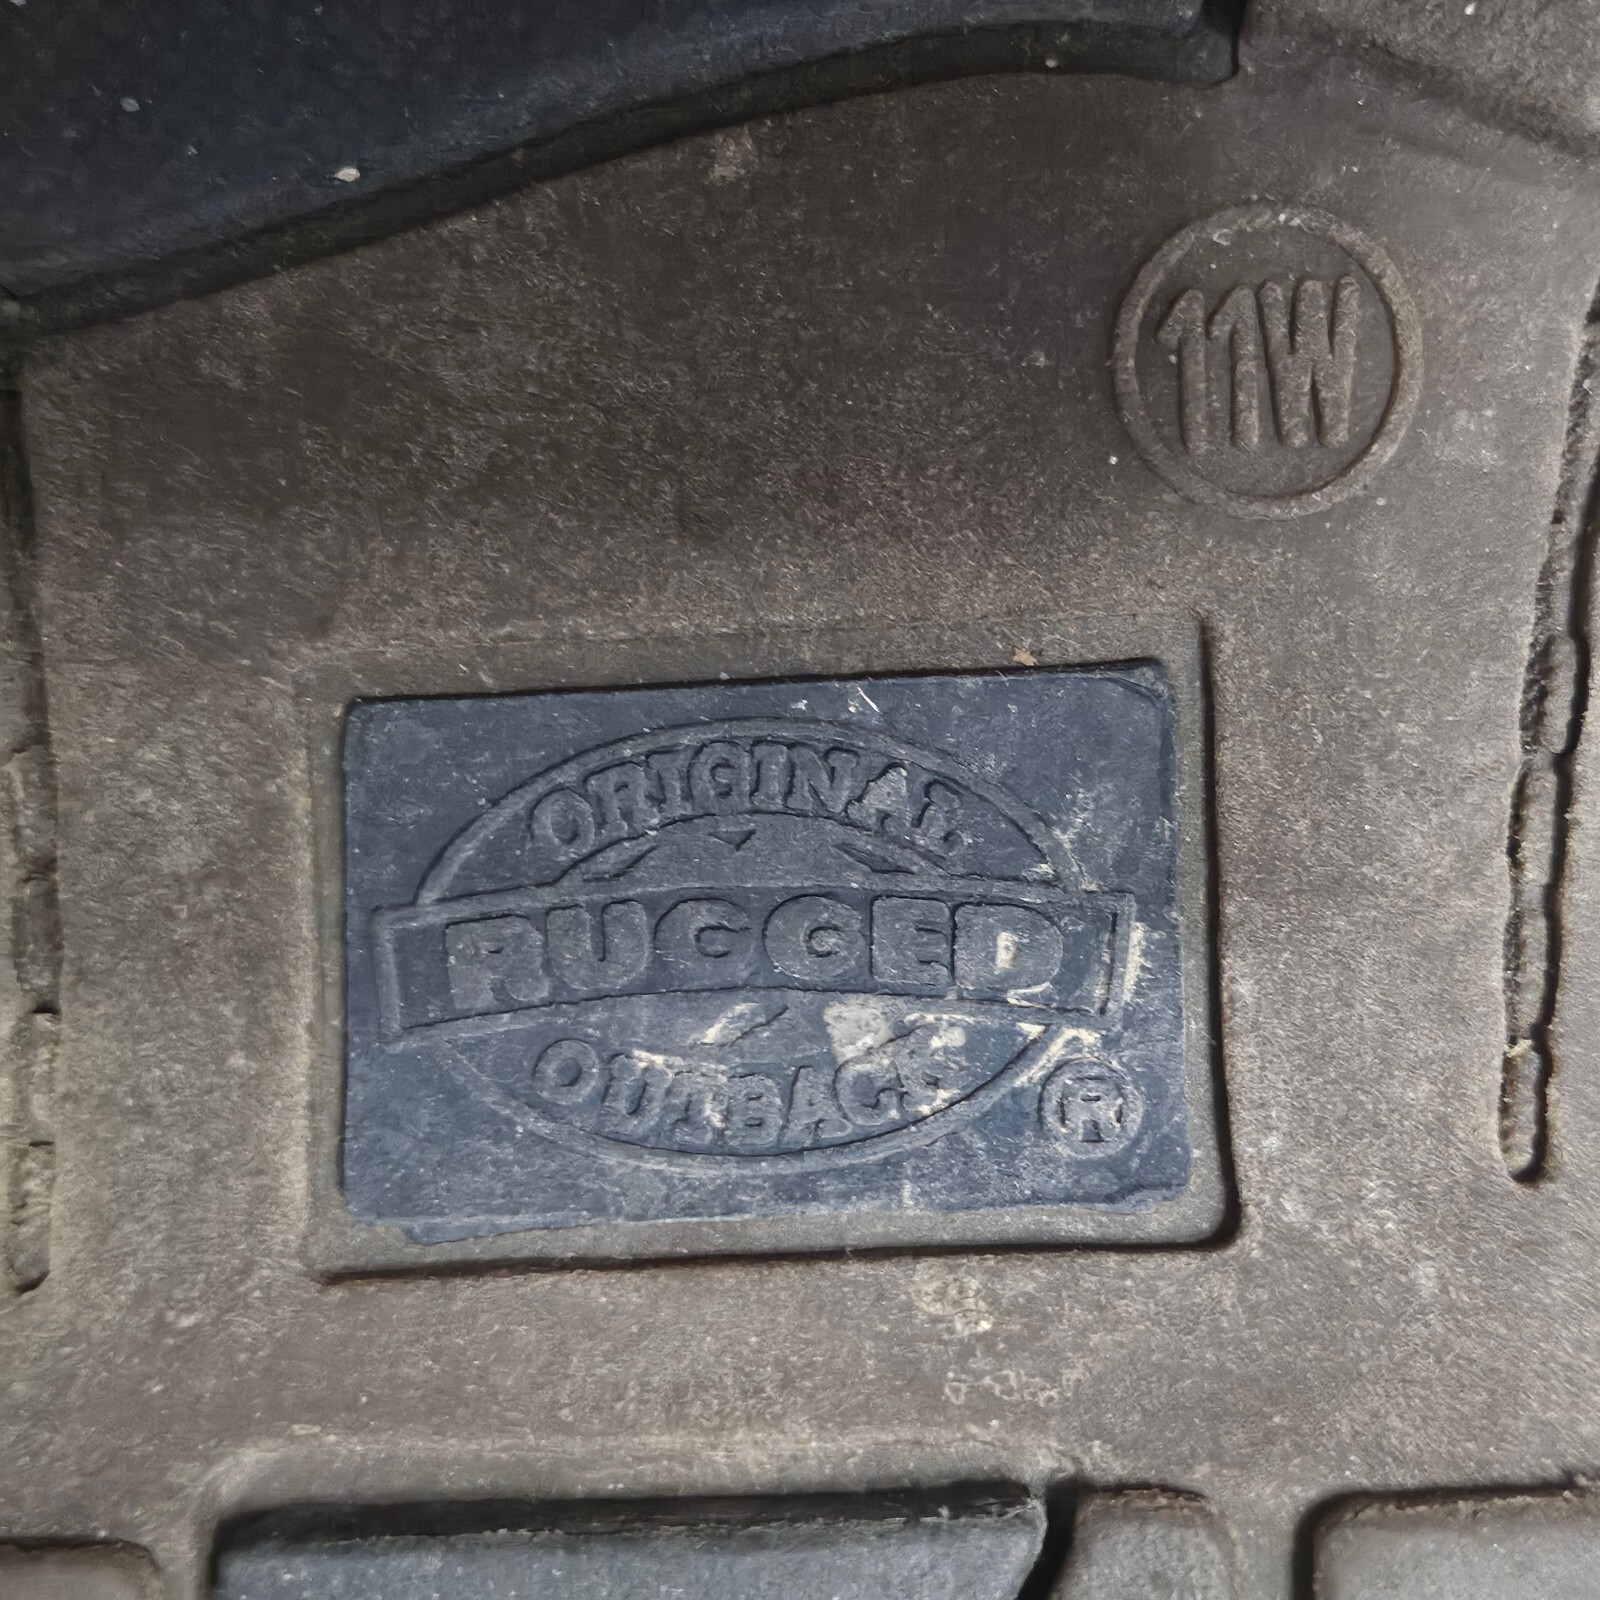 11W
ORIGINAL
RUGGED
OUTBACK
®